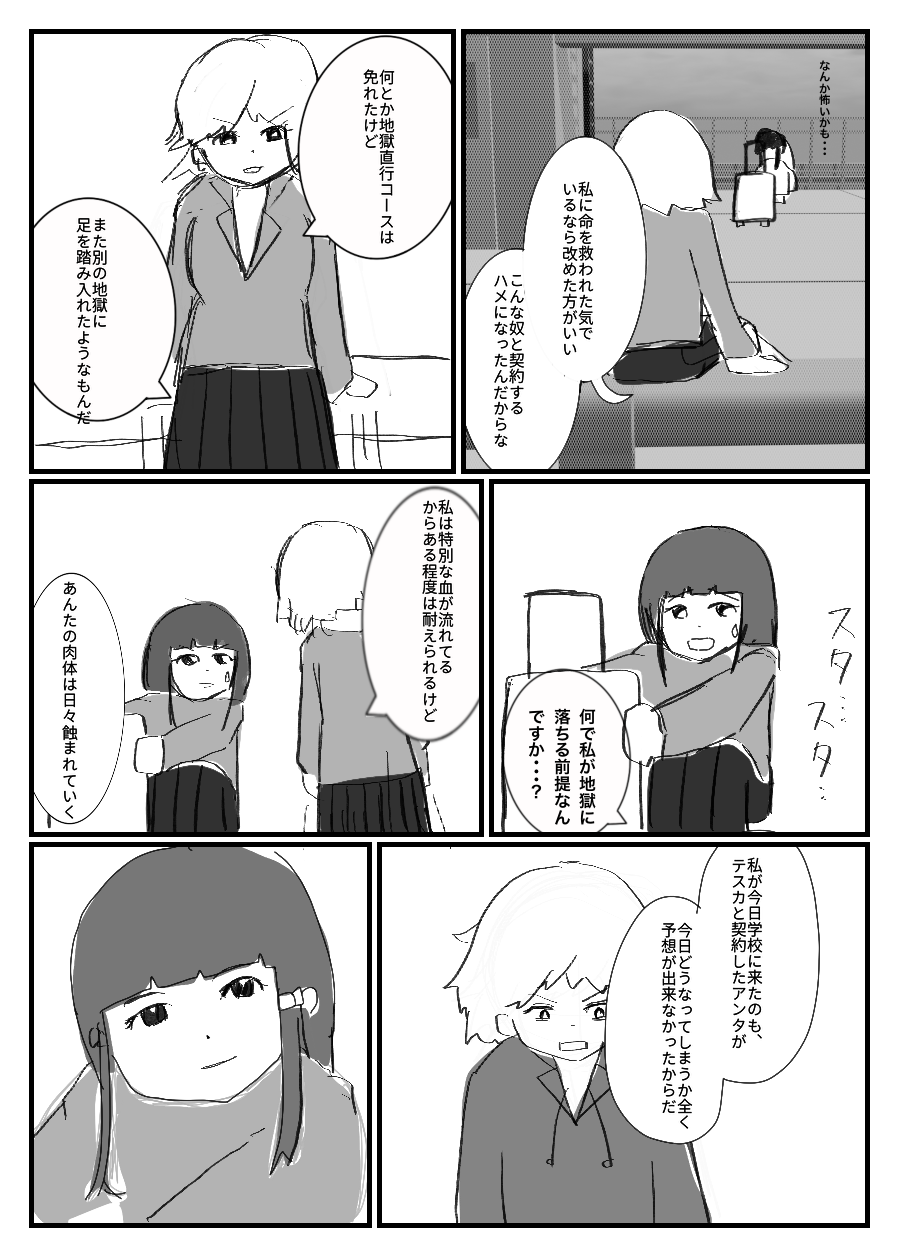 なんか怖いかも・・・
私に命を救われた気で
いるなら改めた方がいい
こんな奴と契約する
ハメになったんだからな
何とか地獄直行コースは
免れたけど
また別の地獄に
足を踏み入れたようなもんだ
スタ…
スタ…
何で私が地獄に
落ちる前提なん
ですか・・・?
私は特別な血が流れてる
からある程度は耐えられるけど
あんたの肉体は日々蝕まれていく
私が今日学校に来たのも、
テスカと契約したアンタが
今日どうなってしまうか全く
予想が出来なかったからだ